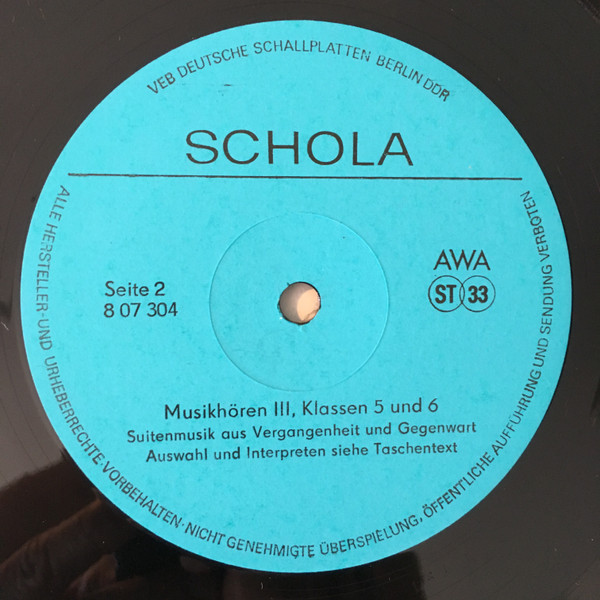 VEB DEUTSCHE SCHALLPLATTEN BERLIN DDR
SCHOLA
Seite 2
8 07 304
AWA
ST 33
Musikhören III, Klassen 5 und 6
Suitenmusik aus Vergangenheit und Gegenwart
Auswahl und Interpreten siehe Taschentext
ALLE HERSTELLER-UND URHEBERRECHTE·VORBEHALTEN·NICHT GENEHMIGTE ÜBERSPIELUNG, ÖFFENTLICHE AUFFÜHRUNG UND SENDUNG VERBOTEN